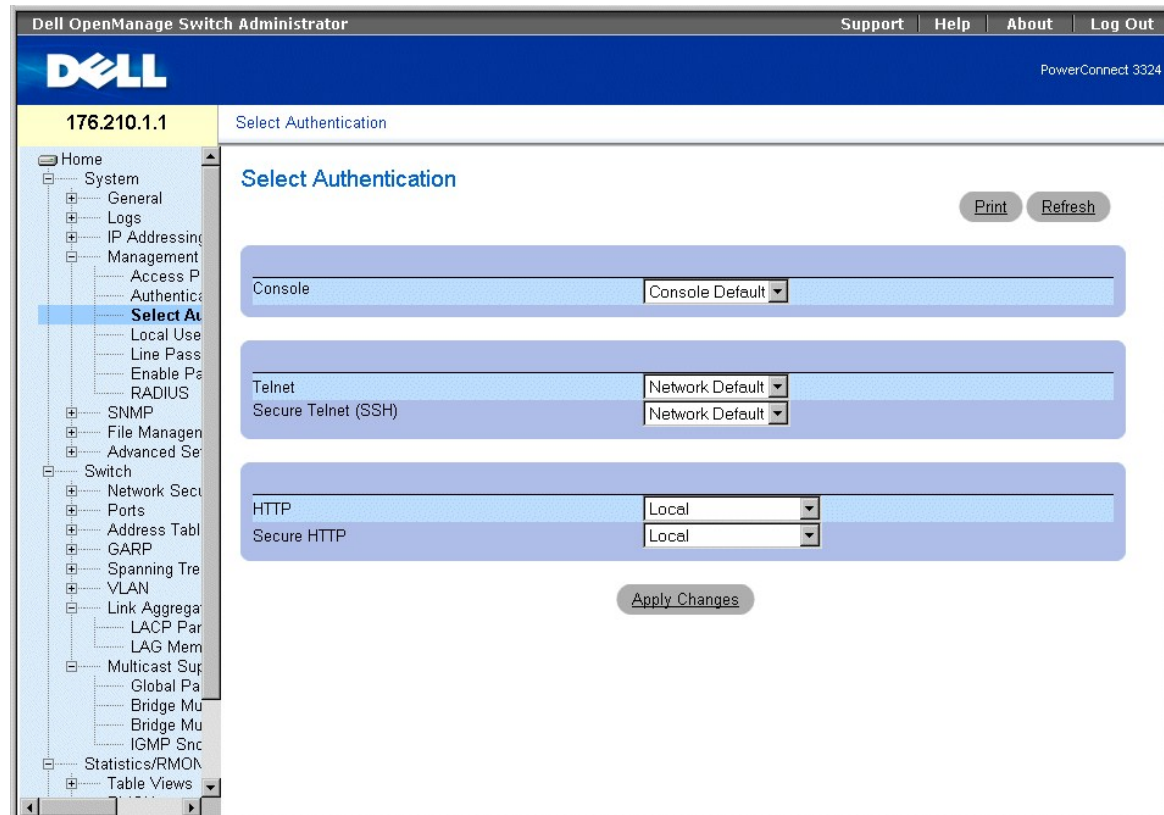 Dell OpenManage Switch Administrator
Support | Help | About | Log Out
DELL
PowerConnect 3324
176.210.1.1
Select Authentication
Home
System
General
Logs
IP Addressing
Management
Access P
Authentica
Select Au
Local Use
Line Pass
Enable Pa
RADIUS
SNMP
File Managen
Advanced Se
Switch
Network Secu
Ports
Address Tabl
GARP
Spanning Tre
VLAN
Link Aggrega
LACP Par
LAG Mem
Multicast Sup
Global Pa
Bridge Mu
Bridge Mu
IGMP Sno
Statistics/RMON
Table Views
Select Authentication
Print
Refresh
Console
Console Default
Telnet
Network Default
Secure Telnet (SSH)
Network Default
HTTP
Local
Secure HTTP
Local
Apply Changes